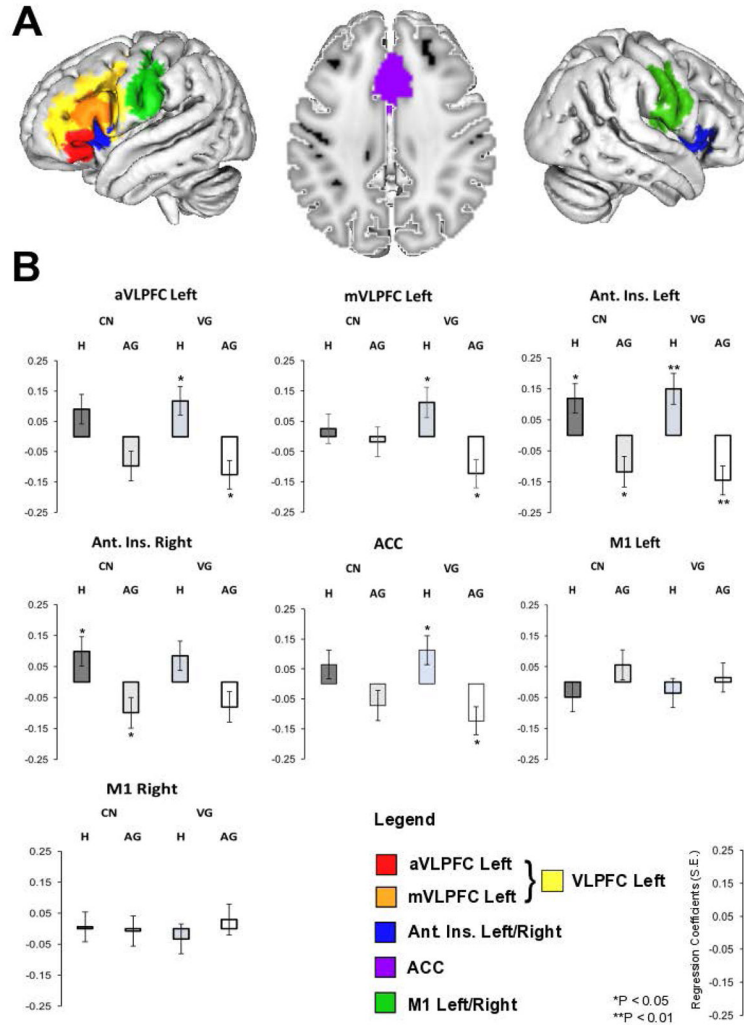 A
B
aVLPFC Left
CN VG
H AG H AG
0.25
0.15
0.05
-0.05
-0.15
-0.25
*
*
mVLPFC Left
CN VG
H AG H AG
0.25
0.15
0.05
-0.05
-0.15
-0.25
*
*
Ant. Ins. Left
CN VG
H AG H AG
0.25
0.15
0.05
-0.05
-0.15
-0.25
* **
* **
Ant. Ins. Right
CN VG
H AG H AG
0.25
0.15
0.05
-0.05
-0.15
-0.25
*
*
ACC
CN VG
H AG H AG
0.25
0.15
0.05
-0.05
-0.15
-0.25
*
*
M1 Left
CN VG
H AG H AG
0.25
0.15
0.05
-0.05
-0.15
-0.25
M1 Right
CN VG
H AG H AG
0.25
0.15
0.05
-0.05
-0.15
-0.25
Legend
aVLPFC Left
mVLPFC Left
} VLPFC Left
Ant. Ins. Left/Right
ACC
M1 Left/Right
*P < 0.05
**P < 0.01
Regression Coefficients (S.E.)
0.25
0.15
0.05
-0.05
-0.15
-0.25